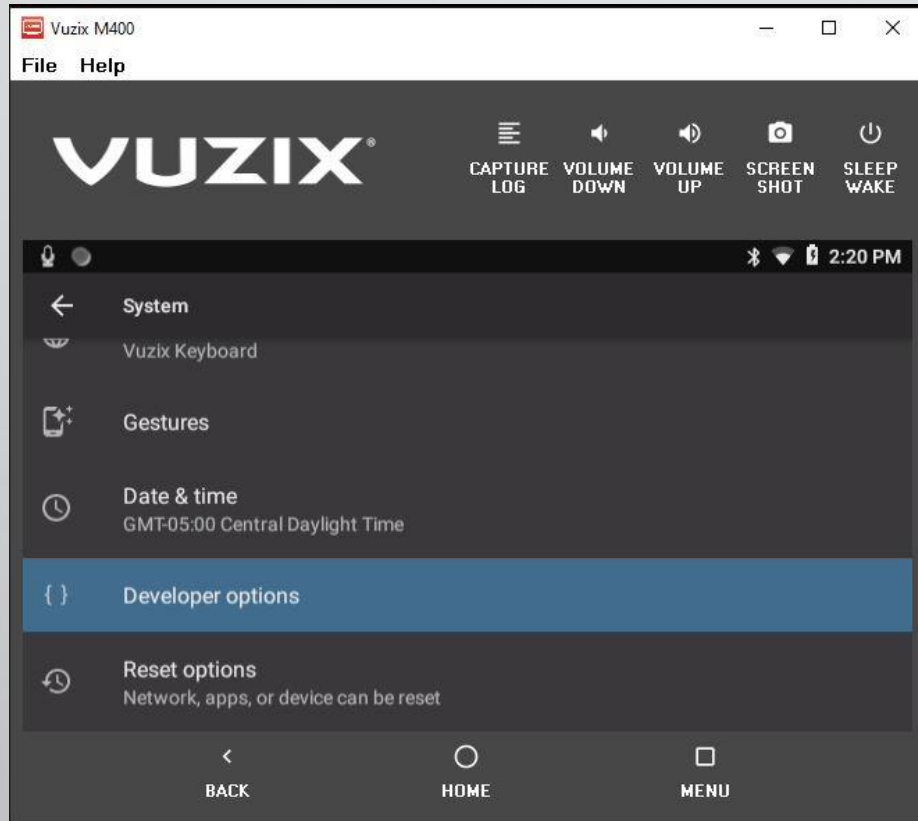 Vuzix M400
File Help
VUZIX®
CAPTURE LOG
VOLUME DOWN
VOLUME UP
SCREEN SHOT
SLEEP WAKE
2:20 PM
System
Vuzix Keyboard
Gestures
Date & time
GMT-05:00 Central Daylight Time
{ } Developer options
Reset options
Network, apps, or device can be reset
BACK HOME MENU